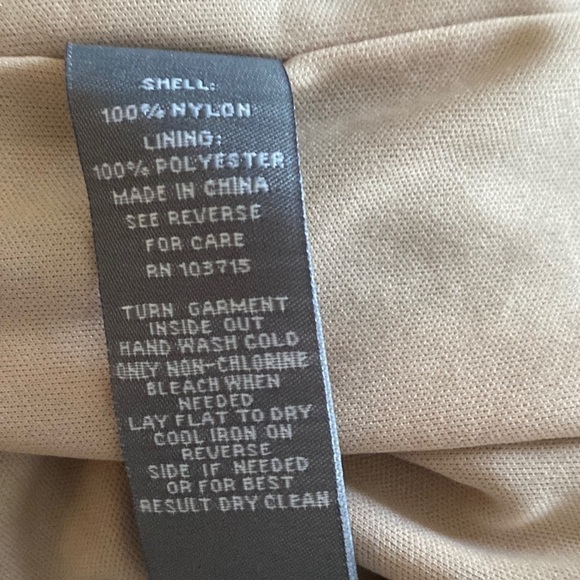 SHELL:
100% NYLON
LINING:
100% POLYESTER
MADE IN CHINA
SEE REVERSE
FOR CARE
RN 103715
TURN GARMENT
INSIDE OUT
HAND WASH COLD
ONLY NON-CHLORINE
BLEACH WHEN
NEEDED
LAY FLAT TO DRY
COOL IRON ON
REVERSE
SIDE IF NEEDED
OR FOR BEST
RESULT DRY CLEAN